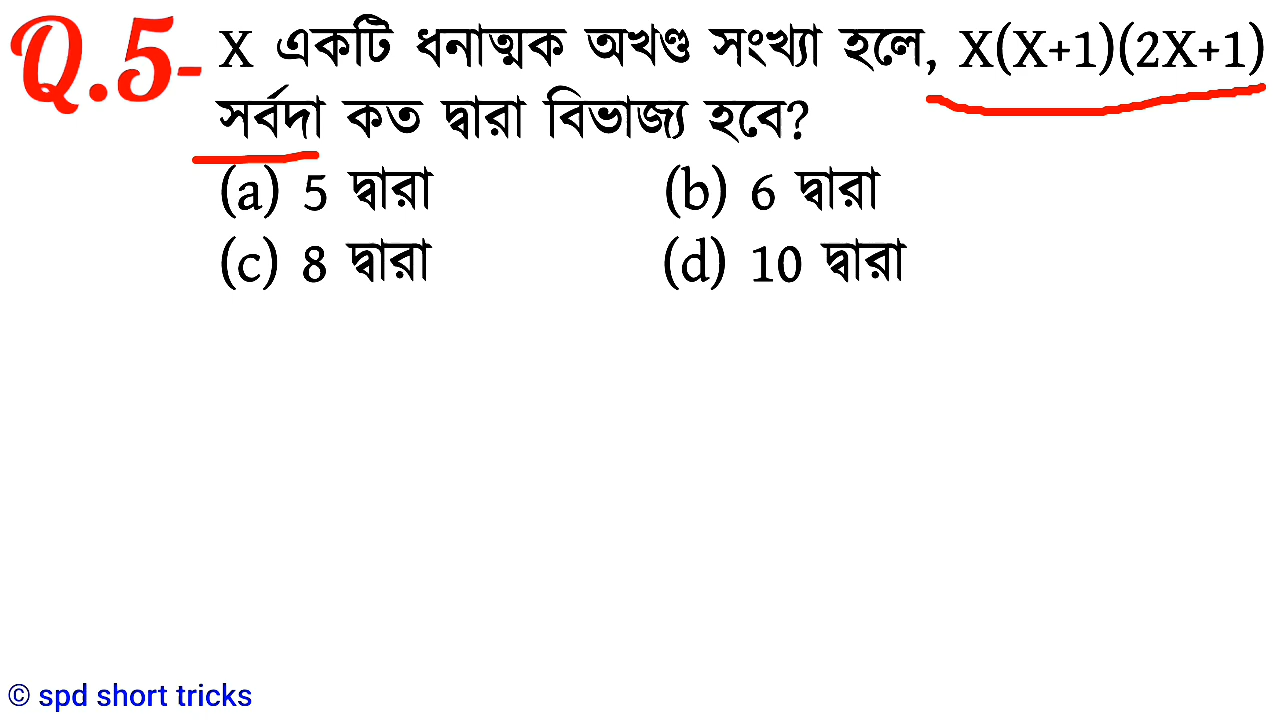 Q.5- X একটি ধনাত্মক অখণ্ড সংখ্যা হলে, X(X+1)(2X+1)
সর্বদা কত দ্বারা বিভাজ্য হবে?
(a) 5 দ্বারা (b) 6 দ্বারা
(c) 8 দ্বারা (d) 10 দ্বারা
© spd short tricks